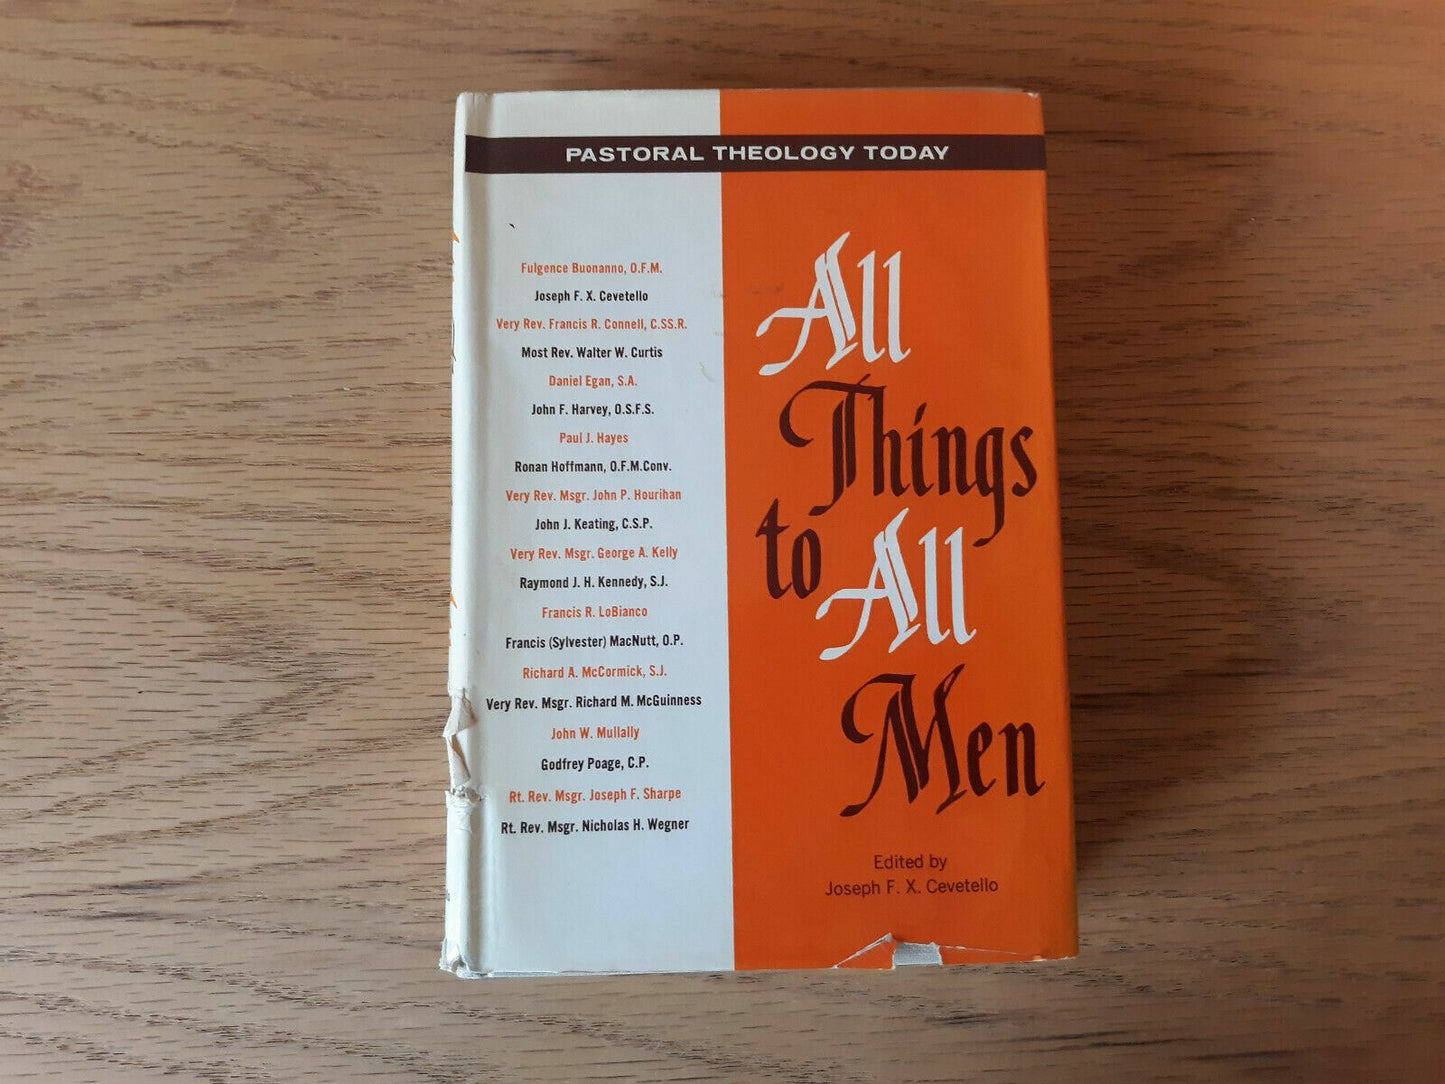 PASTORAL THEOLOGY TODAY
Fulgence Buonanno, O.F.M.
Joseph F. X. Cevetello
Very Rev. Francis R. Connell, C.SS.R.
Most Rev. Walter W. Curtis
Daniel Egan, S.A.
John F. Harvey, O.S.F.S.
Paul J. Hayes
Ronan Hoffmann, O.F.M.Conv.
Very Rev. Msgr. John P. Hourihan
John J. Keating, C.S.P.
Very Rev. Msgr. George A. Kelly
Raymond J. H. Kennedy, S.J.
Francis R. LoBianco
Francis (Sylvester) MacNutt, O.P.
Richard A. McCormick, S.J.
Very Rev. Msgr. Richard M. McGuinness
John W. Mullally
Godfrey Poage, C.P.
Rt. Rev. Msgr. Joseph F. Sharpe
Rt. Rev. Msgr. Nicholas H. Wegner
All
Things
to All
Men
Edited by
Joseph F. X. Cevetello